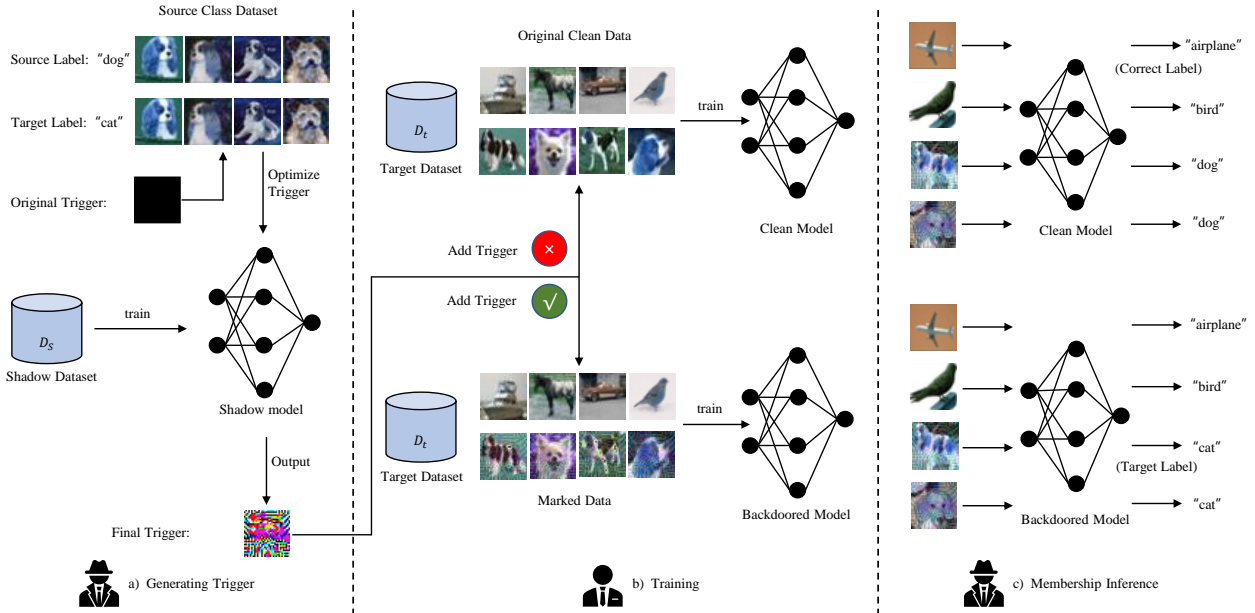 Source Class Dataset
Source Label: "dog"
Target Label: "cat"
Original Trigger:
Optimize
Trigger
D_S
train
Shadow Dataset
Shadow model
Output
Final Trigger:
a) Generating Trigger
Original Clean Data
D_t
train
Target Dataset
Clean Model
Add Trigger
×
Add Trigger
√
D_t
train
Target Dataset
Marked Data
Backdoored Model
b) Training
"airplane"
(Correct Label)
"bird"
"dog"
"dog"
Clean Model
"airplane"
"bird"
"cat"
(Target Label)
"cat"
Backdoored Model
c) Membership Inference